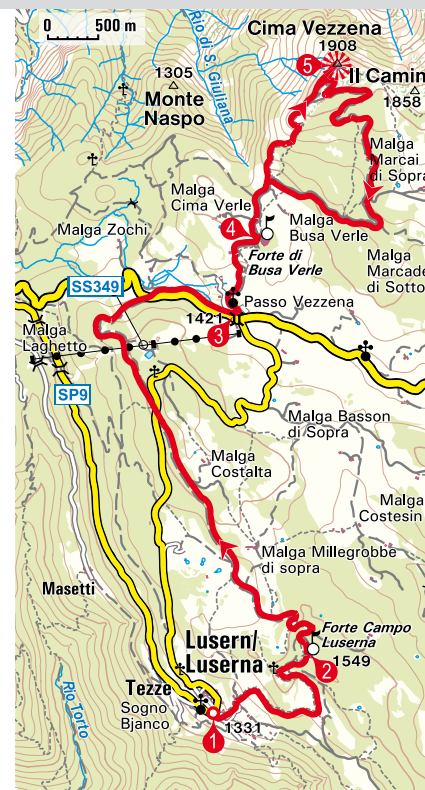 0 500 m
Rio di S. Giuliana
Cima Vezzena
1908
5
Il Camin
1858
1305
Monte
Naspo
Malga
Marcai
di Sopra
Malga
Cima Verle
Malga Zochi
4
Malga
Busa Verle
Forte di
Busa Verle
Malga
Marcade
di Sotto
SS349
Passo Vezzena
1421
3
Malga
Laghetto
SP9
Malga Basson
di Sopra
Malga
Costalta
Malga
Costesin
Malga Millegrobbe
di sopra
Masetti
Forte Campo
Luserna
1549
2
Lusern/
Luserna
Tezze
Sogno
Bjanco
1331
1
Rio Torto